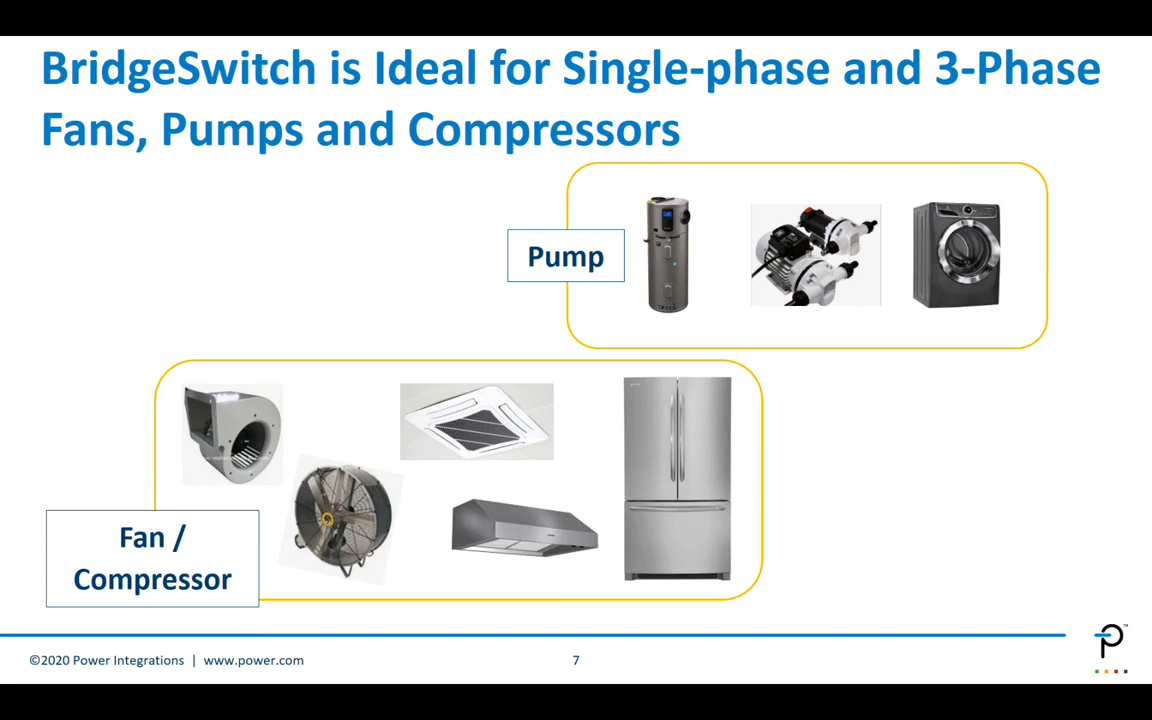 BridgeSwitch is Ideal for Single-phase and 3-Phase
Fans, Pumps and Compressors
Pump
Fan /
Compressor
©2020 Power Integrations | www.power.com
7
™